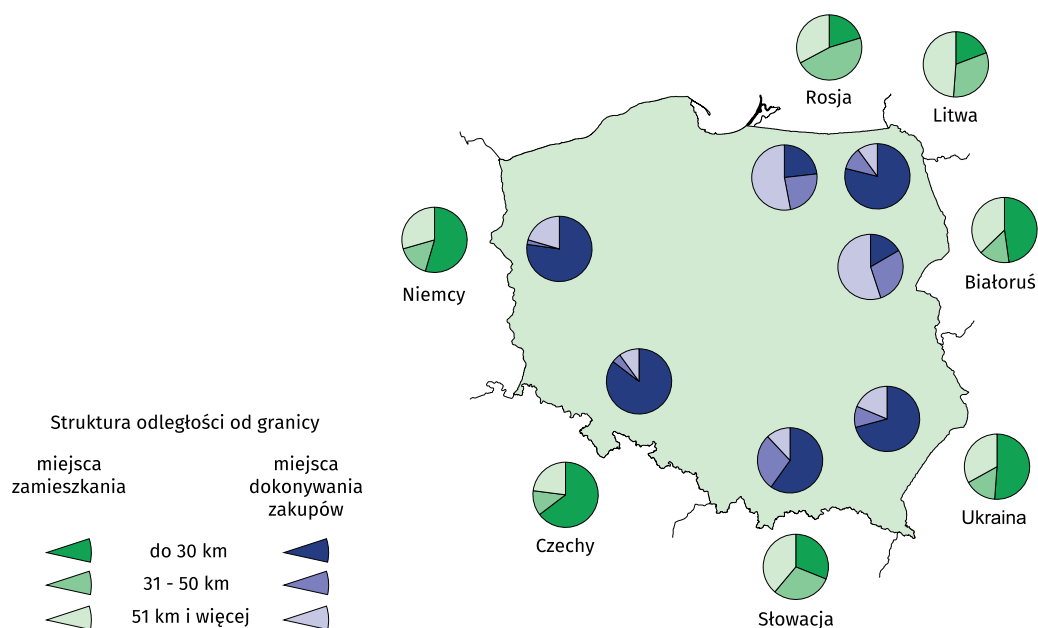 Rosja
Litwa
Niemcy
Białoruś
Struktura odległości od granicy
miejsca
zamieszkania
miejsca
dokonywania
zakupów
do 30 km
31 - 50 km
51 km i więcej
Czechy
Ukraina
Słowacja